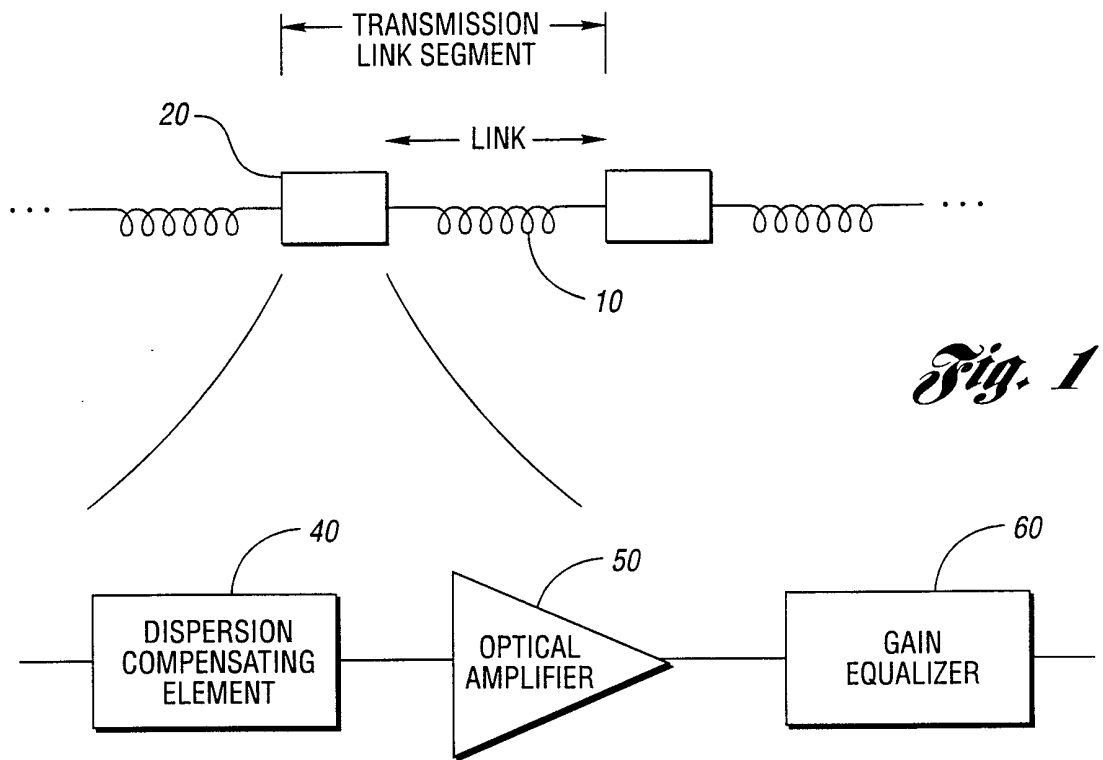 TRANSMISSION
LINK SEGMENT
20
LINK
...
...
10
Fig. 1
40
50
60
DISPERSION
COMPENSATING
ELEMENT
OPTICAL
AMPLIFIER
GAIN
EQUALIZER